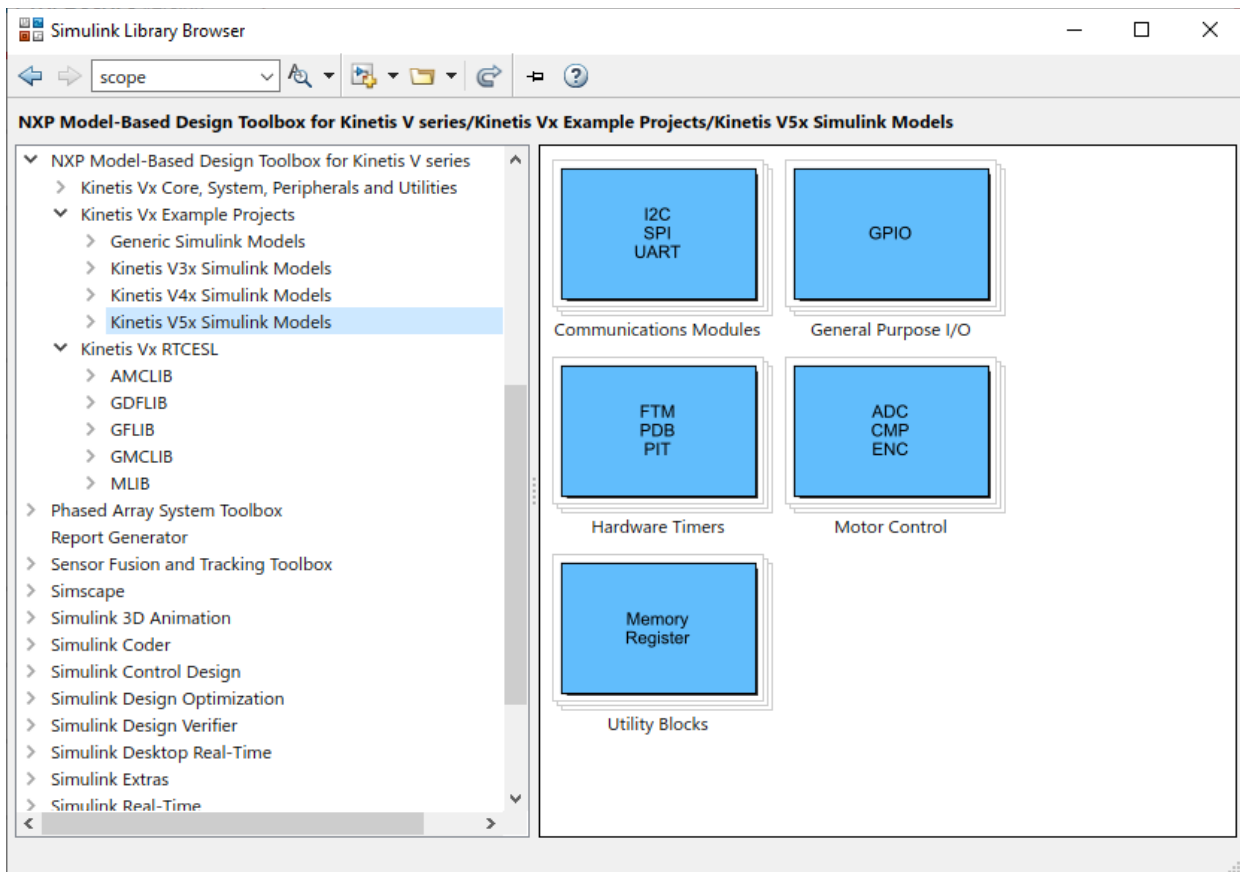 Simulink Library Browser
scope
NXP Model-Based Design Toolbox for Kinetis V series/Kinetis Vx Example Projects/Kinetis V5x Simulink Models
NXP Model-Based Design Toolbox for Kinetis V series
Kinetis Vx Core, System, Peripherals and Utilities
Kinetis Vx Example Projects
Generic Simulink Models
Kinetis V3x Simulink Models
Kinetis V4x Simulink Models
Kinetis V5x Simulink Models
Kinetis Vx RTCESL
AMCLIB
GDFLIB
GFLIB
GMCLIB
MLIB
Phased Array System Toolbox
Report Generator
Sensor Fusion and Tracking Toolbox
Simscape
Simulink 3D Animation
Simulink Coder
Simulink Control Design
Simulink Design Optimization
Simulink Design Verifier
Simulink Desktop Real-Time
Simulink Extras
Simulink Real-Time
I2C
SPI
UART
Communications Modules
GPIO
General Purpose I/O
FTM
PDB
PIT
Hardware Timers
ADC
CMP
ENC
Motor Control
Memory
Register
Utility Blocks